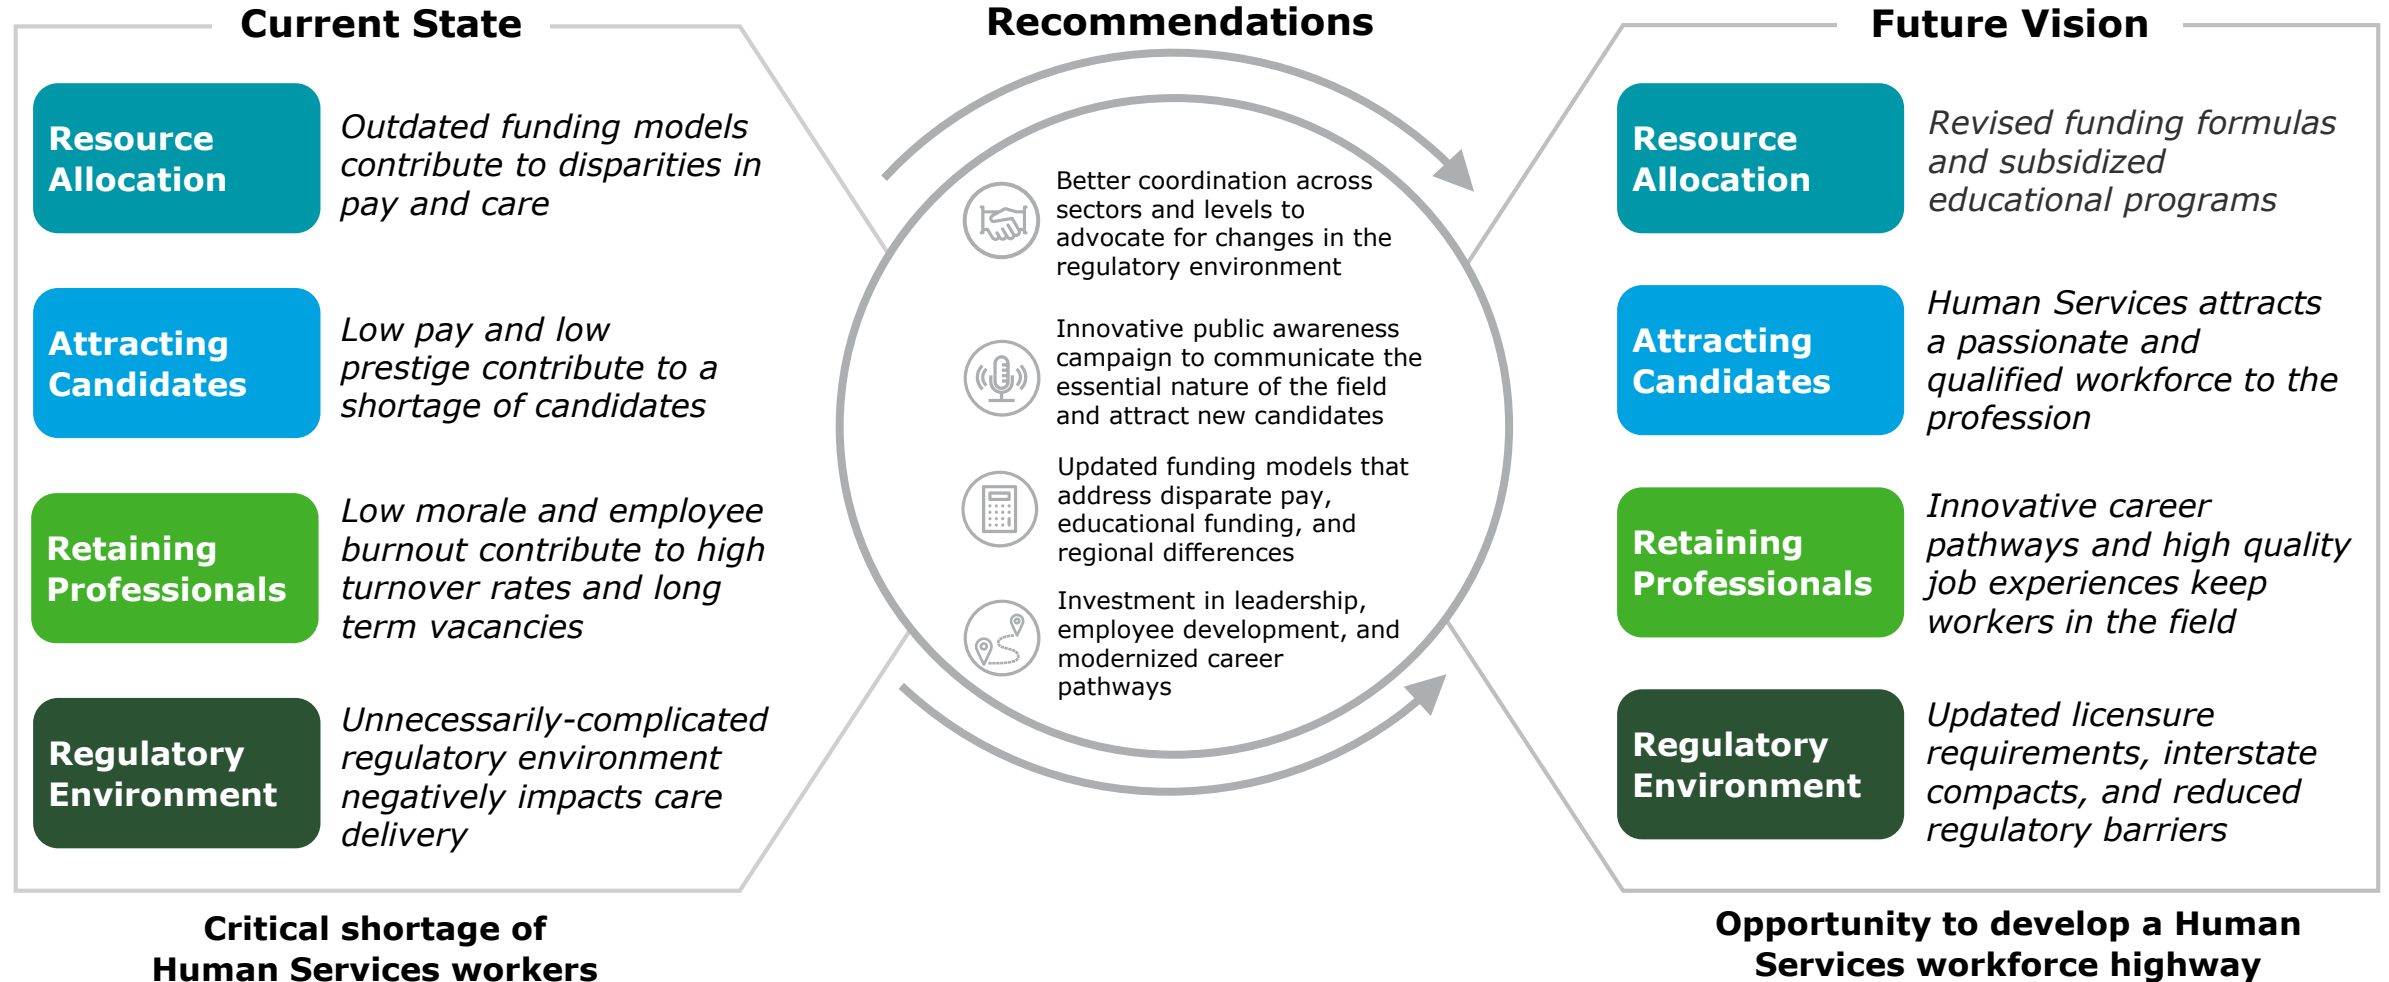 Current State
Resource
Allocation
Outdated funding models
contribute to disparities in
pay and care
Attracting
Candidates
Low pay and low
prestige contribute to a
shortage of candidates
Retaining
Professionals
Low morale and employee
burnout contribute to high
turnover rates and long
term vacancies
Regulatory
Environment
Unnecessarily-complicated
regulatory environment
negatively impacts care
delivery
Critical shortage of
Human Services workers
Recommendations
Better coordination across
sectors and levels to
advocate for changes in the
regulatory environment
Innovative public awareness
campaign to communicate the
essential nature of the field
and attract new candidates
Updated funding models that
address disparate pay,
educational funding, and
regional differences
Investment in leadership,
employee development, and
modernized career
pathways
Future Vision
Resource
Allocation
Revised funding formulas
and subsidized
educational programs
Attracting
Candidates
Human Services attracts
a passionate and
qualified workforce to the
profession
Retaining
Professionals
Innovative career
pathways and high quality
job experiences keep
workers in the field
Regulatory
Environment
Updated licensure
requirements, interstate
compacts, and reduced
regulatory barriers
Opportunity to develop a Human
Services workforce highway